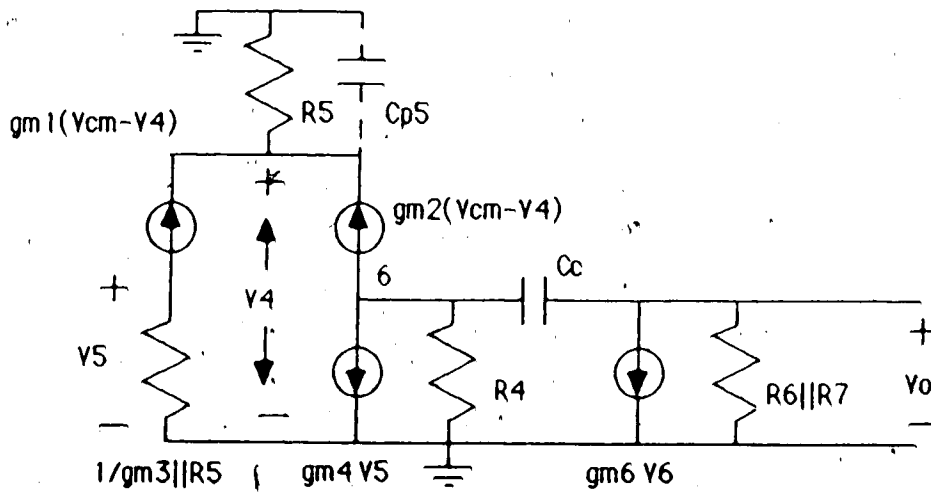 R5
Cp5
gm1(Vcm-V4)
+
gm2(Vcm-V4)
+
6
Cc
V4
V5
+
R4
R6||R7
Vo
-
-
-
1/gm3||R5
gm4 V5
gm6 V6